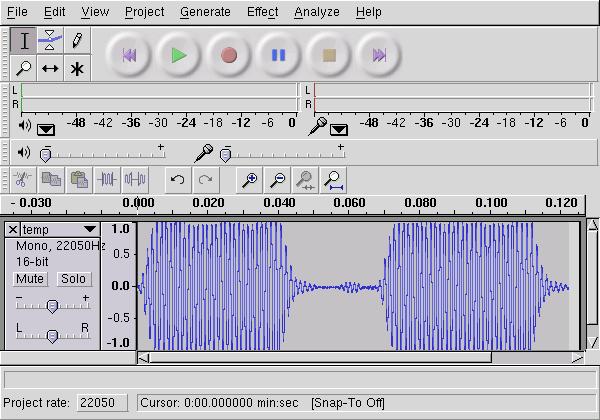 File Edit View Project Generate Effect Analyze Help
L
R
-48 -42 -36 -30 -24 -18 -12 -6 0
L
R
-48 -42 -36 -30 -24 -18 -12 -6 0
- + - +
- 0.030 0.000 0.020 0.040 0.060 0.080 0.100 0.120
temp
Mono, 22050Hz
16-bit
Mute Solo
- +
L R
1.0
0.5
0.0
-0.5
-1.0
Project rate: 22050 Cursor: 0:00.000000 min:sec [Snap-To Off]